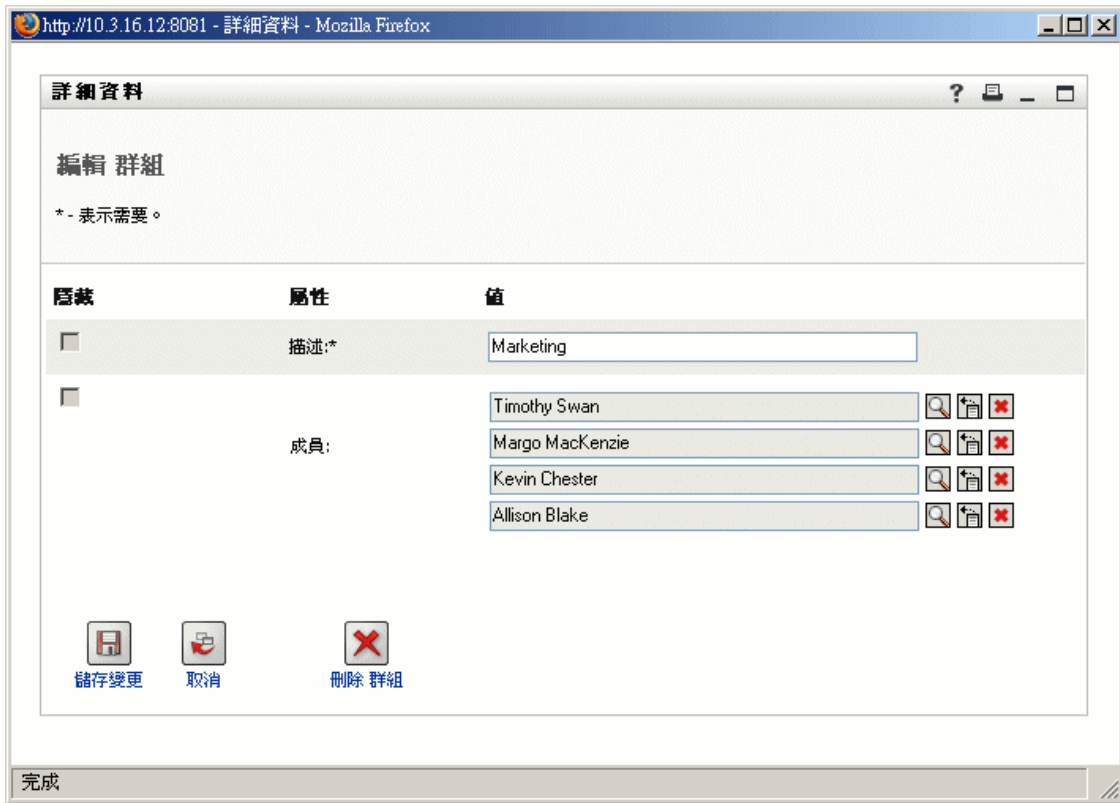 http://10.3.16.12:8081 - 詳細資料 - Mozilla Firefox
詳細資料
編輯 群組
* - 表示需要。
隱藏 屬性 值
描述:* Marketing
成員:
Timothy Swan
Margo MacKenzie
Kevin Chester
Allison Blake
儲存變更 取消 刪除 群組
完成